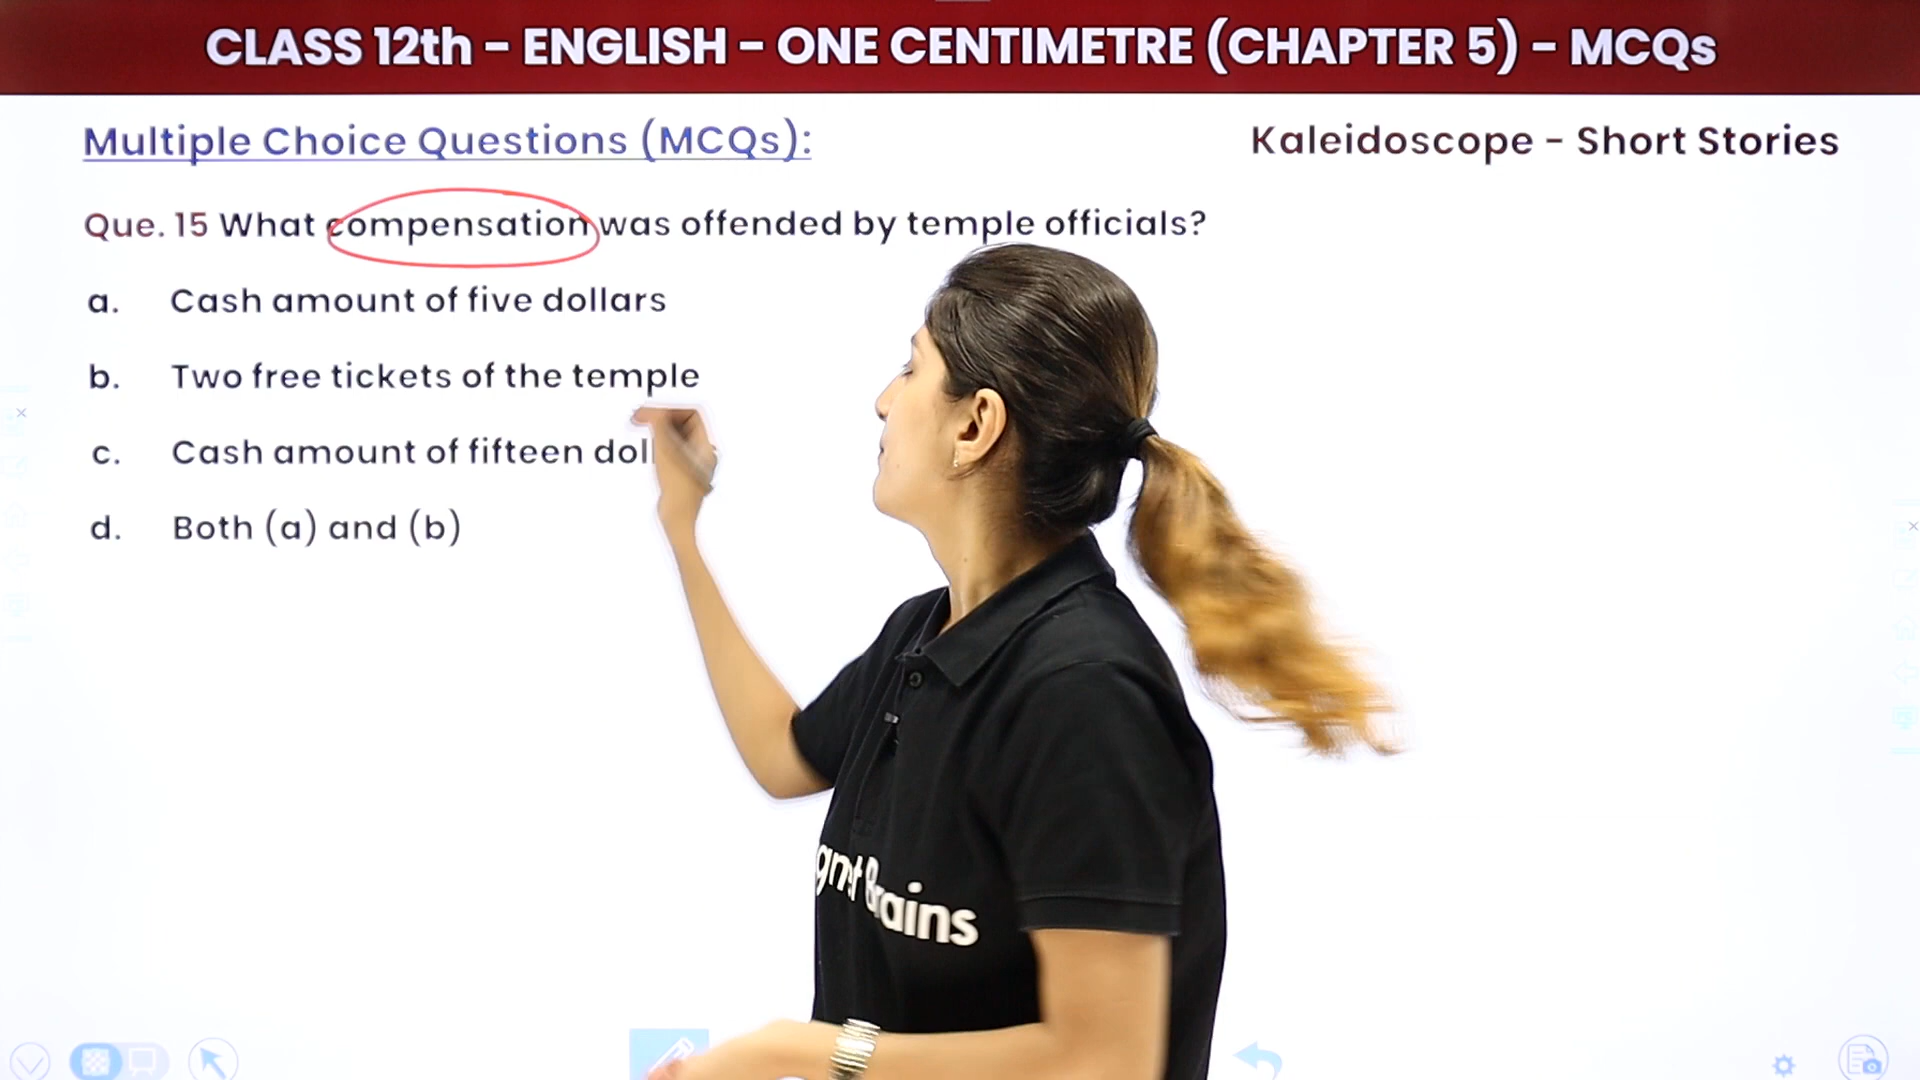 CLASS 12th – ENGLISH – ONE CENTIMETRE (CHAPTER 5) – MCQs
Multiple Choice Questions (MCQs):
Kaleidoscope – Short Stories
Que. 15 What compensation was offended by temple officials?
a. Cash amount of five dollars
b. Two free tickets of the temple
c. Cash amount of fifteen
d. Both (a) and (b)
Brains